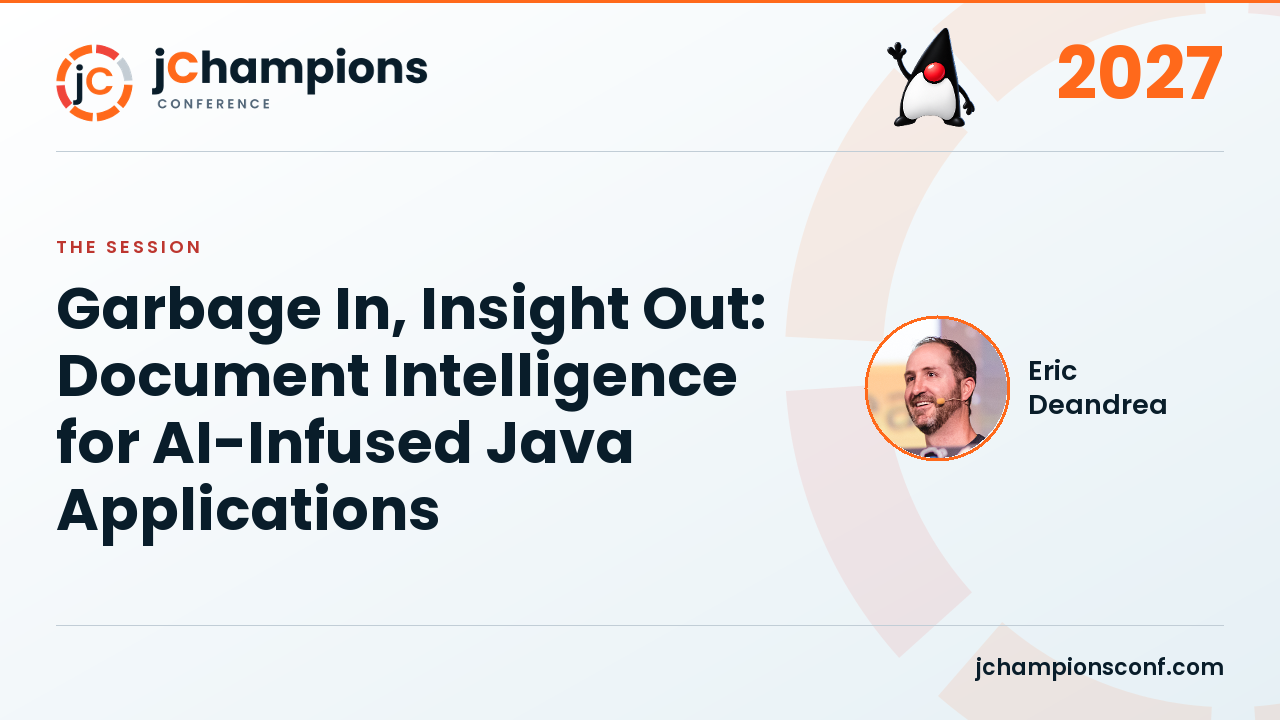 jC
jChampions
CONFERENCE
2027
THE SESSION
Garbage In, Insight Out:
Document Intelligence
for AI-Infused Java
Applications
Eric
Deandrea
jchampionsconf.com